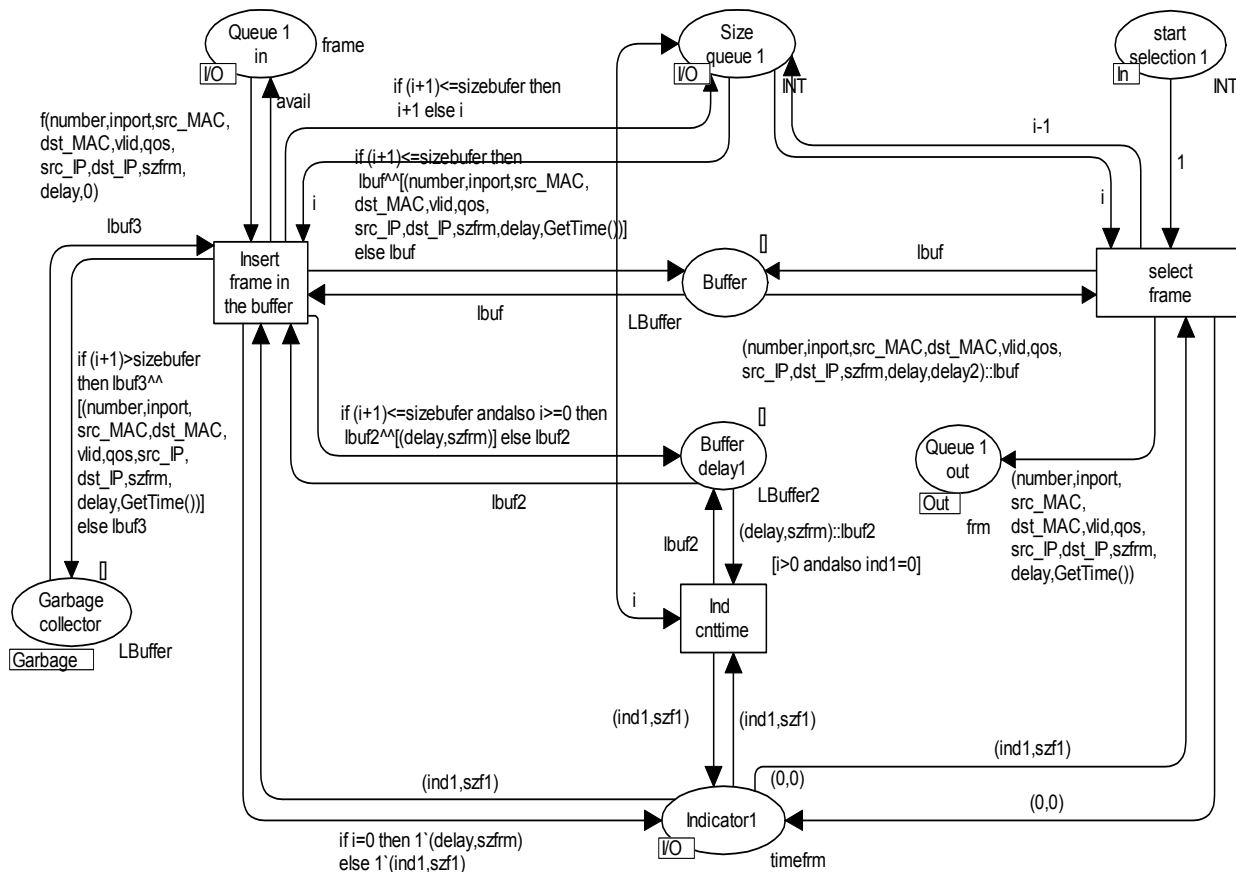 Queue 1
in
I/O
frame
avail
f(number,inport,src_MAC,
dst_MAC,vlid,qos,
src_IP,dst_IP,szfrm,
delay,0)
if (i+1)<=sizebufer then
i+1 else i
Size
queue 1
I/O
INT
start
selection 1
In
INT
i-1
1
i
i
if (i+1)<=sizebufer then
lbuf^^[(number,inport,src_MAC,
dst_MAC,vlid,qos,
src_IP,dst_IP,szfrm,delay,GetTime())]
else lbuf
lbuf3
Insert
frame in
the buffer
[]
Buffer
LBuffer
lbuf
lbuf
select
frame
(number,inport,src_MAC,dst_MAC,vlid,qos,
src_IP,dst_IP,szfrm,delay,delay2)::lbuf
if (i+1)>sizebufer
then lbuf3^^
[(number,inport,
src_MAC,dst_MAC,
vlid,qos,src_IP,
dst_IP,szfrm,
delay,GetTime())]
else lbuf3
if (i+1)<=sizebufer andalso i>=0 then
lbuf2^^[(delay,szfrm)] else lbuf2
[]
Buffer
delay1
LBuffer2
lbuf2
Queue 1
out
Out
frm
(number,inport,
src_MAC,
dst_MAC,vlid,qos,
src_IP,dst_IP,szfrm,
delay,GetTime())
lbuf2
(delay,szfrm)::lbuf2
[i>0 andalso ind1=0]
i
Ind
cnttime
[]
Garbage
collector
Garbage
LBuffer
(ind1,szf1)
(ind1,szf1)
(ind1,szf1)
(ind1,szf1)
(0,0)
(0,0)
Indicator1
I/O
timefrm
if i=0 then 1`(delay,szfrm)
else 1`(ind1,szf1)